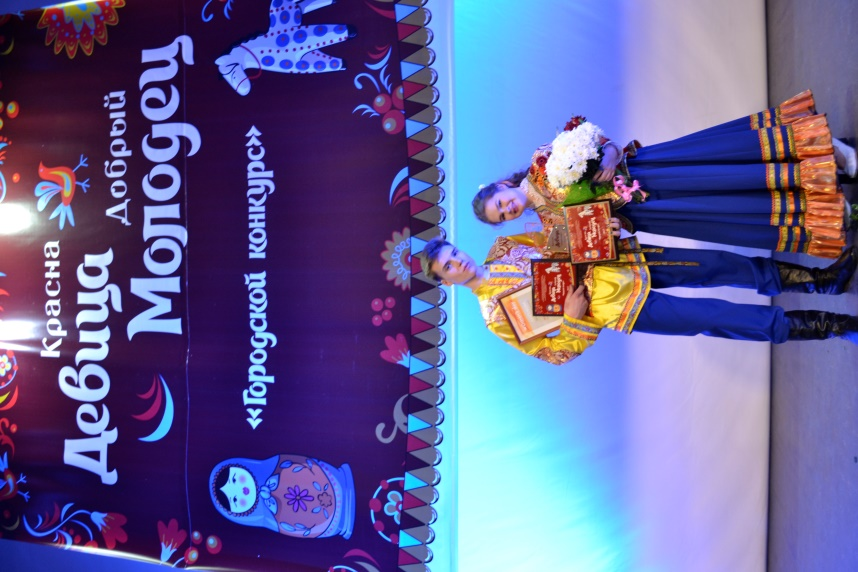 Красна
Девица
Добрый
Молодец
«Городской конкурс»